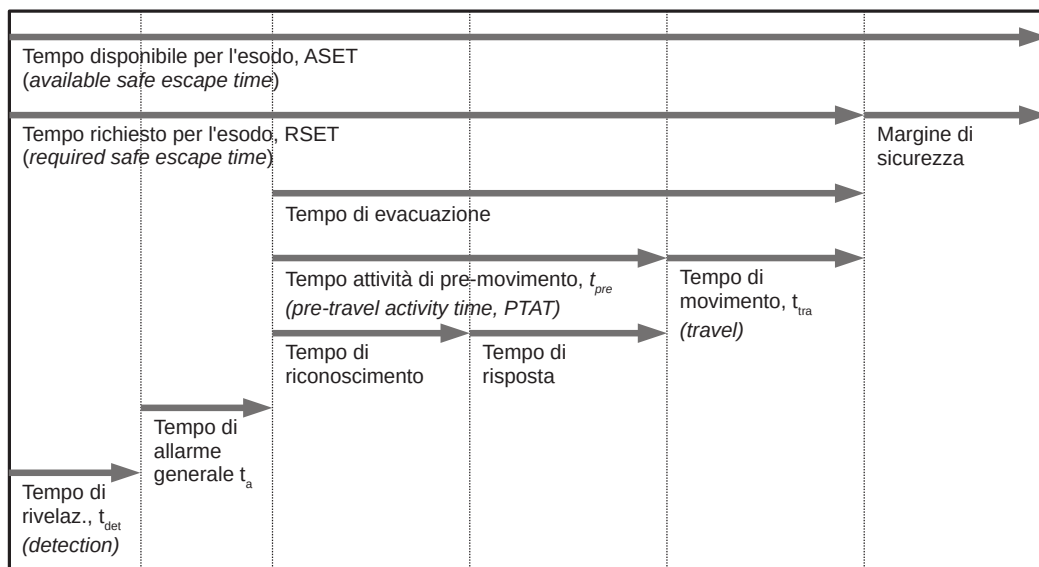 Tempo disponibile per l'esodo, ASET
(available safe escape time)
Tempo richiesto per l'esodo, RSET
(required safe escape time)
Margine di
sicurezza
Tempo di evacuazione
Tempo attività di pre-movimento, tpre
(pre-travel activity time, PTAT)
Tempo di
movimento, ttra
(travel)
Tempo di
riconoscimento
Tempo di
risposta
Tempo di
allarme
generale ta
Tempo di
rivelaz., tdet
(detection)